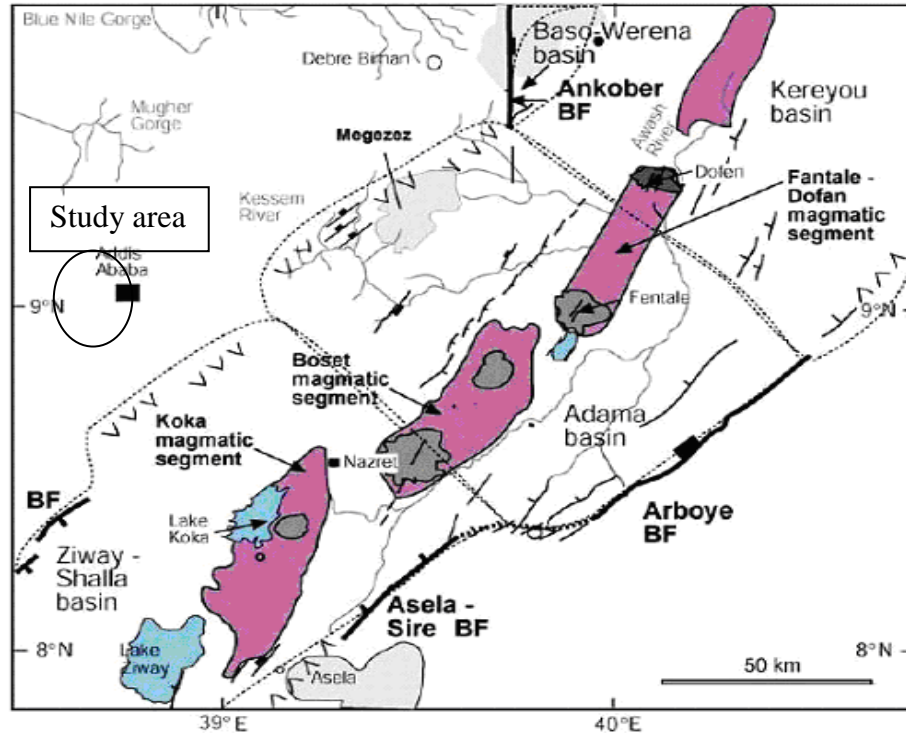 Blue Nile Gorge
Debre Birhan
Baso-Werena
basin
Ankober
BF
Kereyou
basin
Mugher
Gorge
Megezez
Awash
River
Dofen
Fantale -
Dofan
magmatic
segment
Study area
Kessem
River
Addis
Ababa
9°N
9°N
Fentale
Boset
magmatic
segment
Adama
basin
Koka
magmatic
segment
Nazret
BF
Lake
Koka
Arboye
BF
Ziway -
Shalla
basin
Asela -
Sire BF
8°N
Lake
Ziway
Asela
50 km
8°N
39°E
40°E